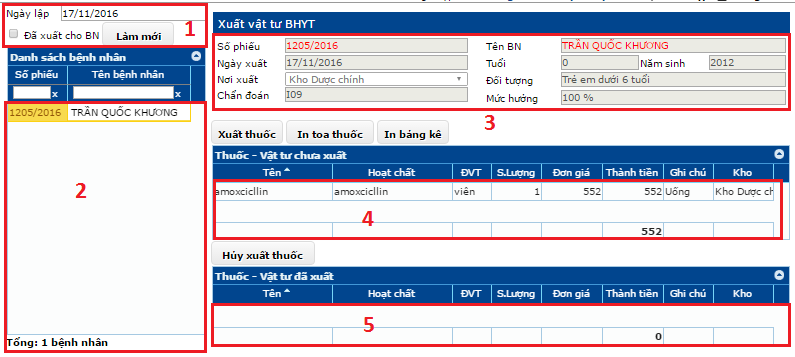 Ngày lập 17/11/2016
Đã xuất cho BN Làm mới 1
Danh sách bệnh nhân
Số phiếu Tên bệnh nhân
x x
1205/2016 TRẦN QUỐC KHƯƠNG
2
Tổng: 1 bệnh nhân
Xuất vật tư BHYT
Số phiếu 1205/2016 Tên BN TRẦN QUỐC KHƯƠNG
Ngày xuất 17/11/2016 Tuổi 0 Năm sinh 2012
Nơi xuất Kho Dược chính Đối tượng Trẻ em dưới 6 tuổi
Chẩn đoán I09 Mức hưởng 100 %
3
Xuất thuốc In toa thuốc In bảng kê
Thuốc - Vật tư chưa xuất
Tên Hoạt chất ĐVT S.Lượng Đơn giá Thành tiền Ghi chú Kho
amoxcicllin amoxcicllin viên 1 552 552 Uống Kho Dược ch
4
552
Hủy xuất thuốc
Thuốc - Vật tư đã xuất
Tên Hoạt chất ĐVT S.Lượng Đơn giá Thành tiền Ghi chú Kho
5
0